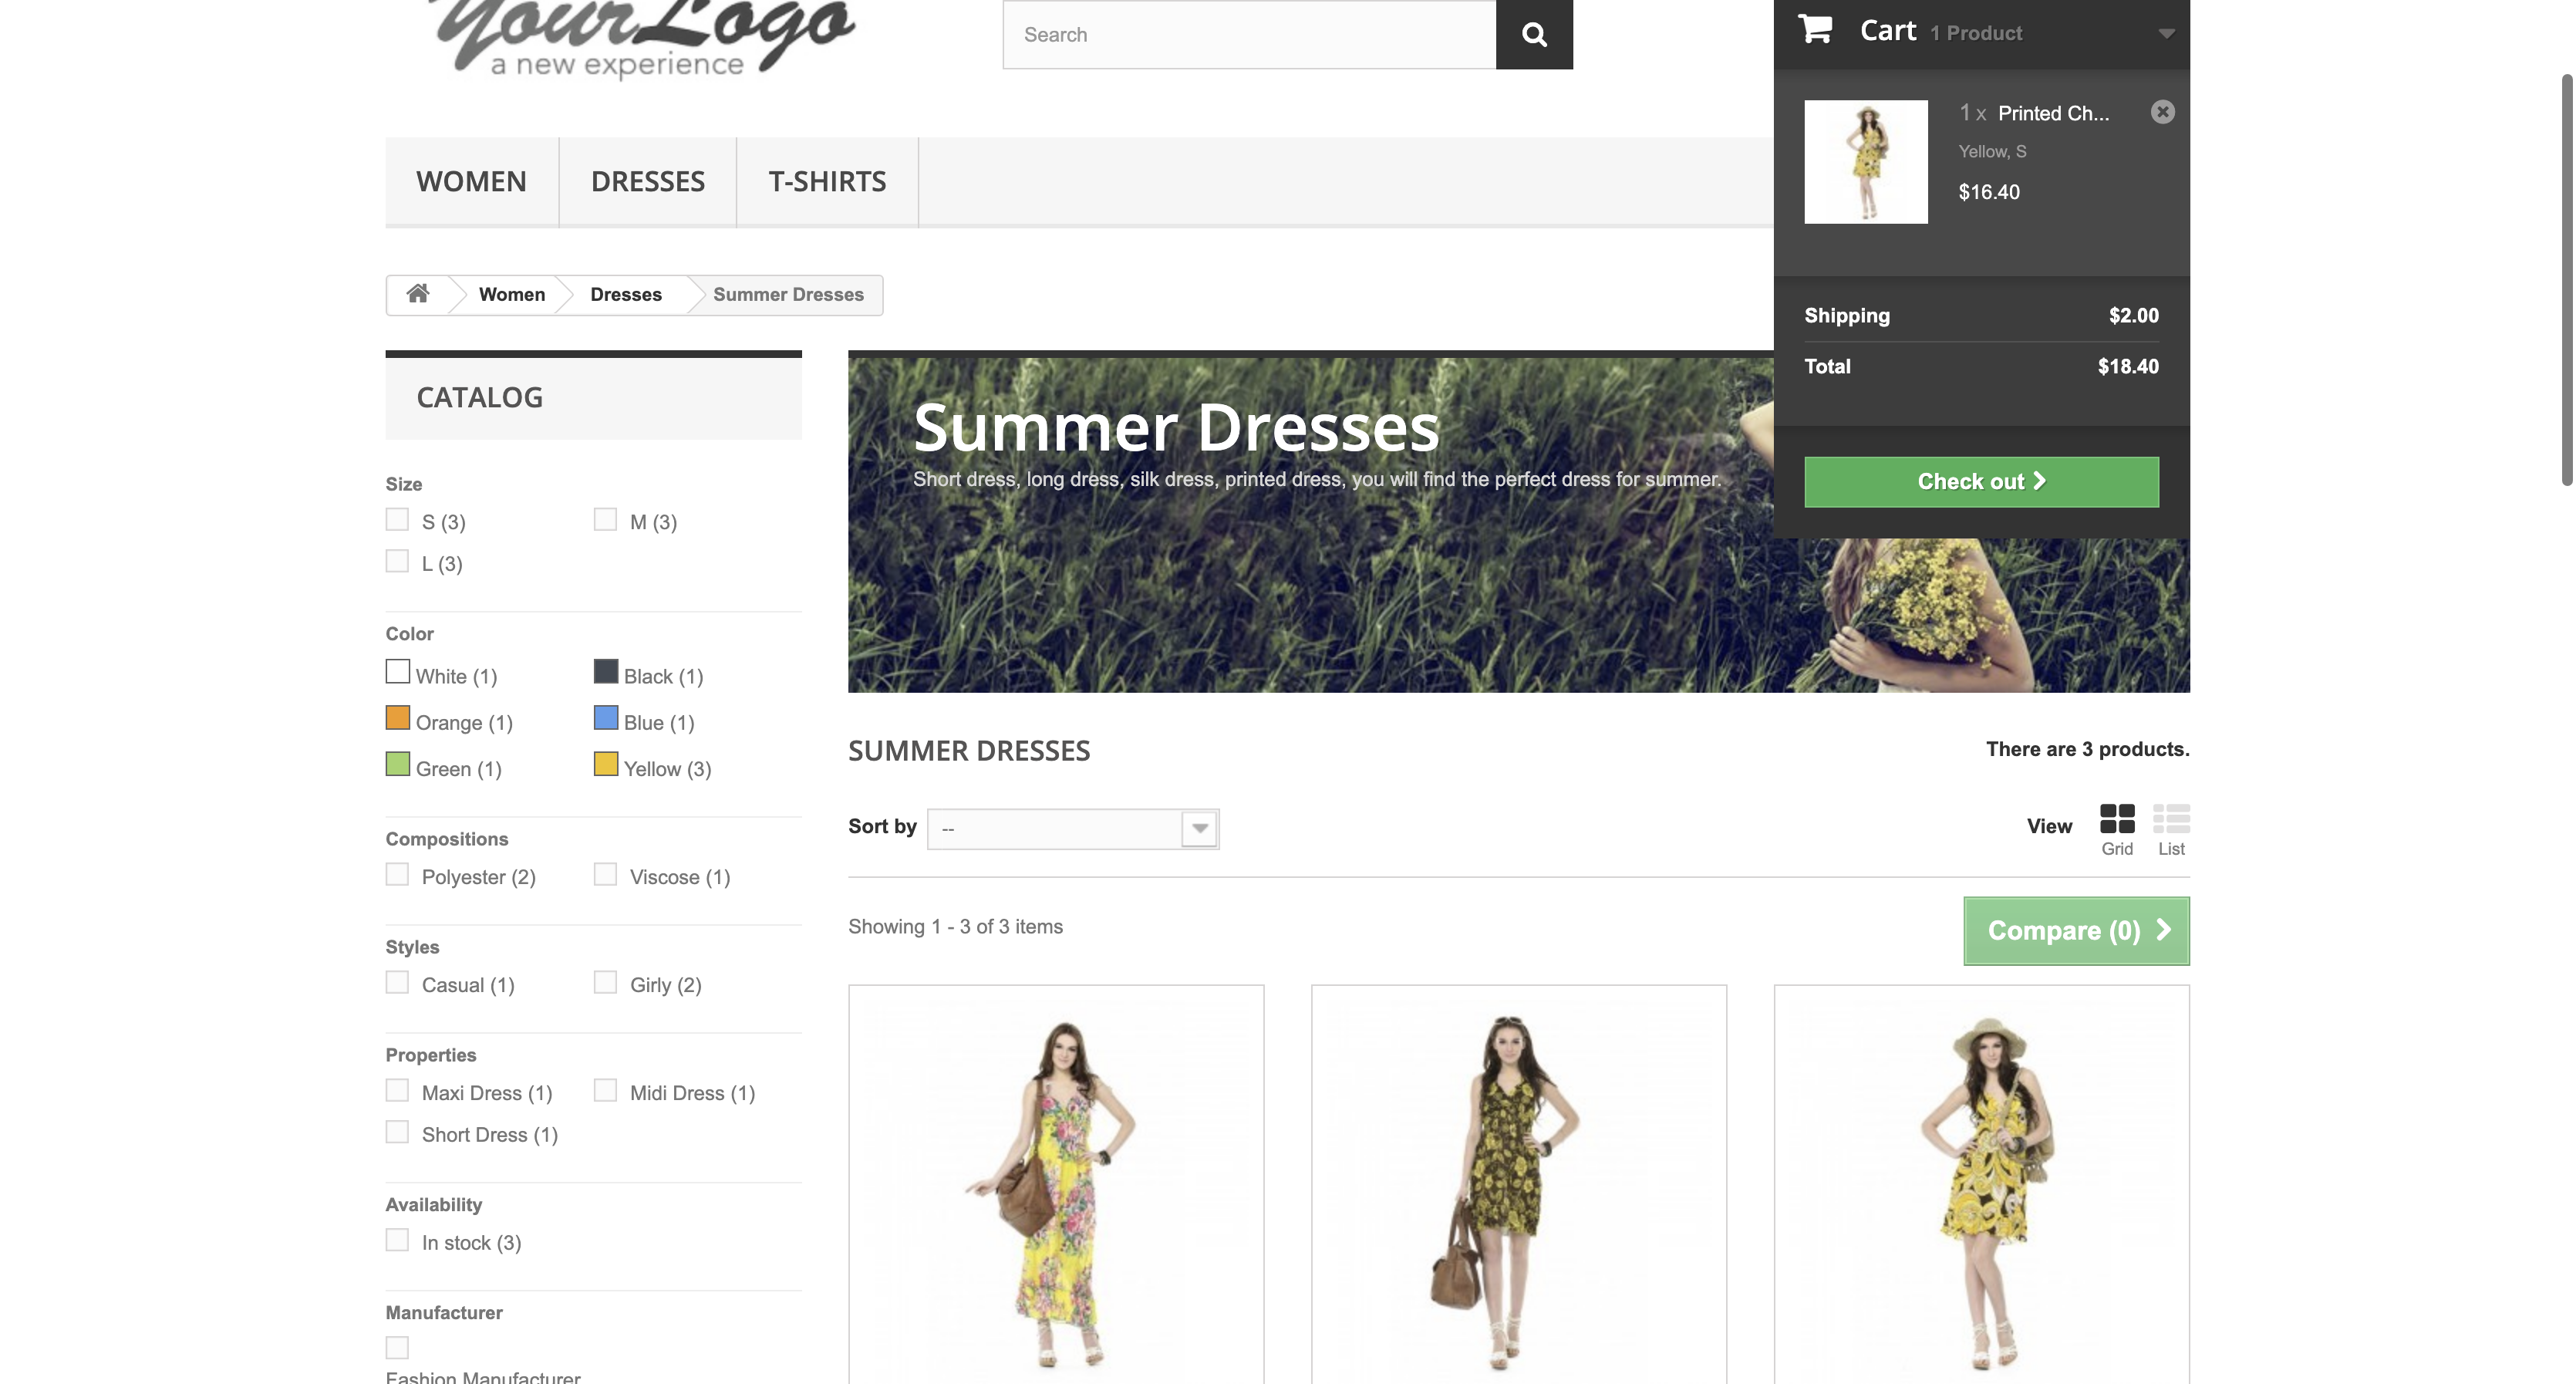 YourLogo
a new experience
Search
Cart 1 Product
1 x Printed Ch...
Yellow, S
$16.40
Shipping $2.00
Total $18.40
Check out
WOMEN
DRESSES
T-SHIRTS
Women
Dresses
Summer Dresses
CATALOG
Size
S (3)
M (3)
L (3)
Color
White (1)
Black (1)
Orange (1)
Blue (1)
Green (1)
Yellow (3)
Compositions
Polyester (2)
Viscose (1)
Styles
Casual (1)
Girly (2)
Properties
Maxi Dress (1)
Midi Dress (1)
Short Dress (1)
Availability
In stock (3)
Manufacturer
Fashion Manufacturer
Summer Dresses
Short dress, long dress, silk dress, printed dress, you will find the perfect dress for summer.
SUMMER DRESSES
There are 3 products.
Sort by --
View
Grid
List
Showing 1 - 3 of 3 items
Compare (0)